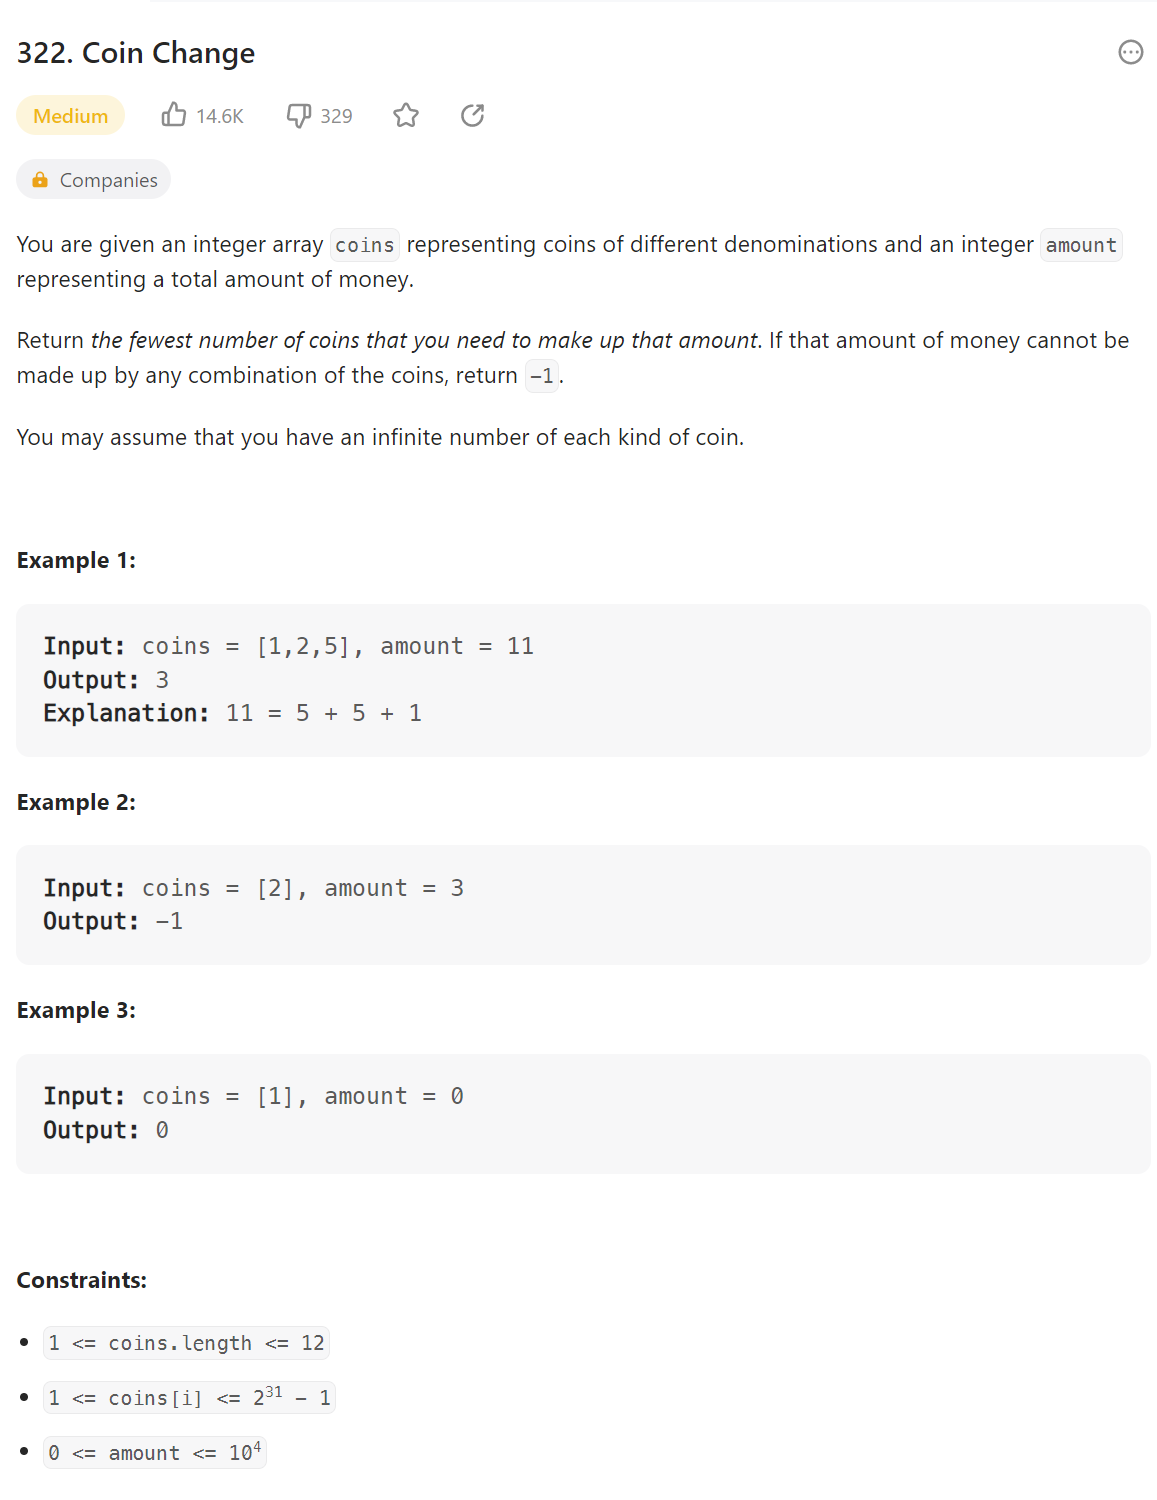 322. Coin Change
Medium 14.6K 329
Companies
You are given an integer array coins representing coins of different denominations and an integer amount
representing a total amount of money.
Return the fewest number of coins that you need to make up that amount. If that amount of money cannot be
made up by any combination of the coins, return -1.
You may assume that you have an infinite number of each kind of coin.
Example 1:
Input: coins = [1,2,5], amount = 11
Output: 3
Explanation: 11 = 5 + 5 + 1
Example 2:
Input: coins = [2], amount = 3
Output: -1
Example 3:
Input: coins = [1], amount = 0
Output: 0
Constraints:
• 1 <= coins.length <= 12
• 1 <= coins[i] <= 2³¹ - 1
• 0 <= amount <= 10⁴